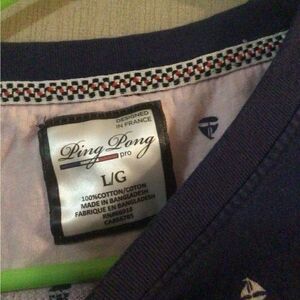 DESIGNED
IN FRANCE
Ping Pong
pro
L/G
100%COTTON/COTON
MADE IN BANGLADESH
FABRIQUE EN BANGLADESH